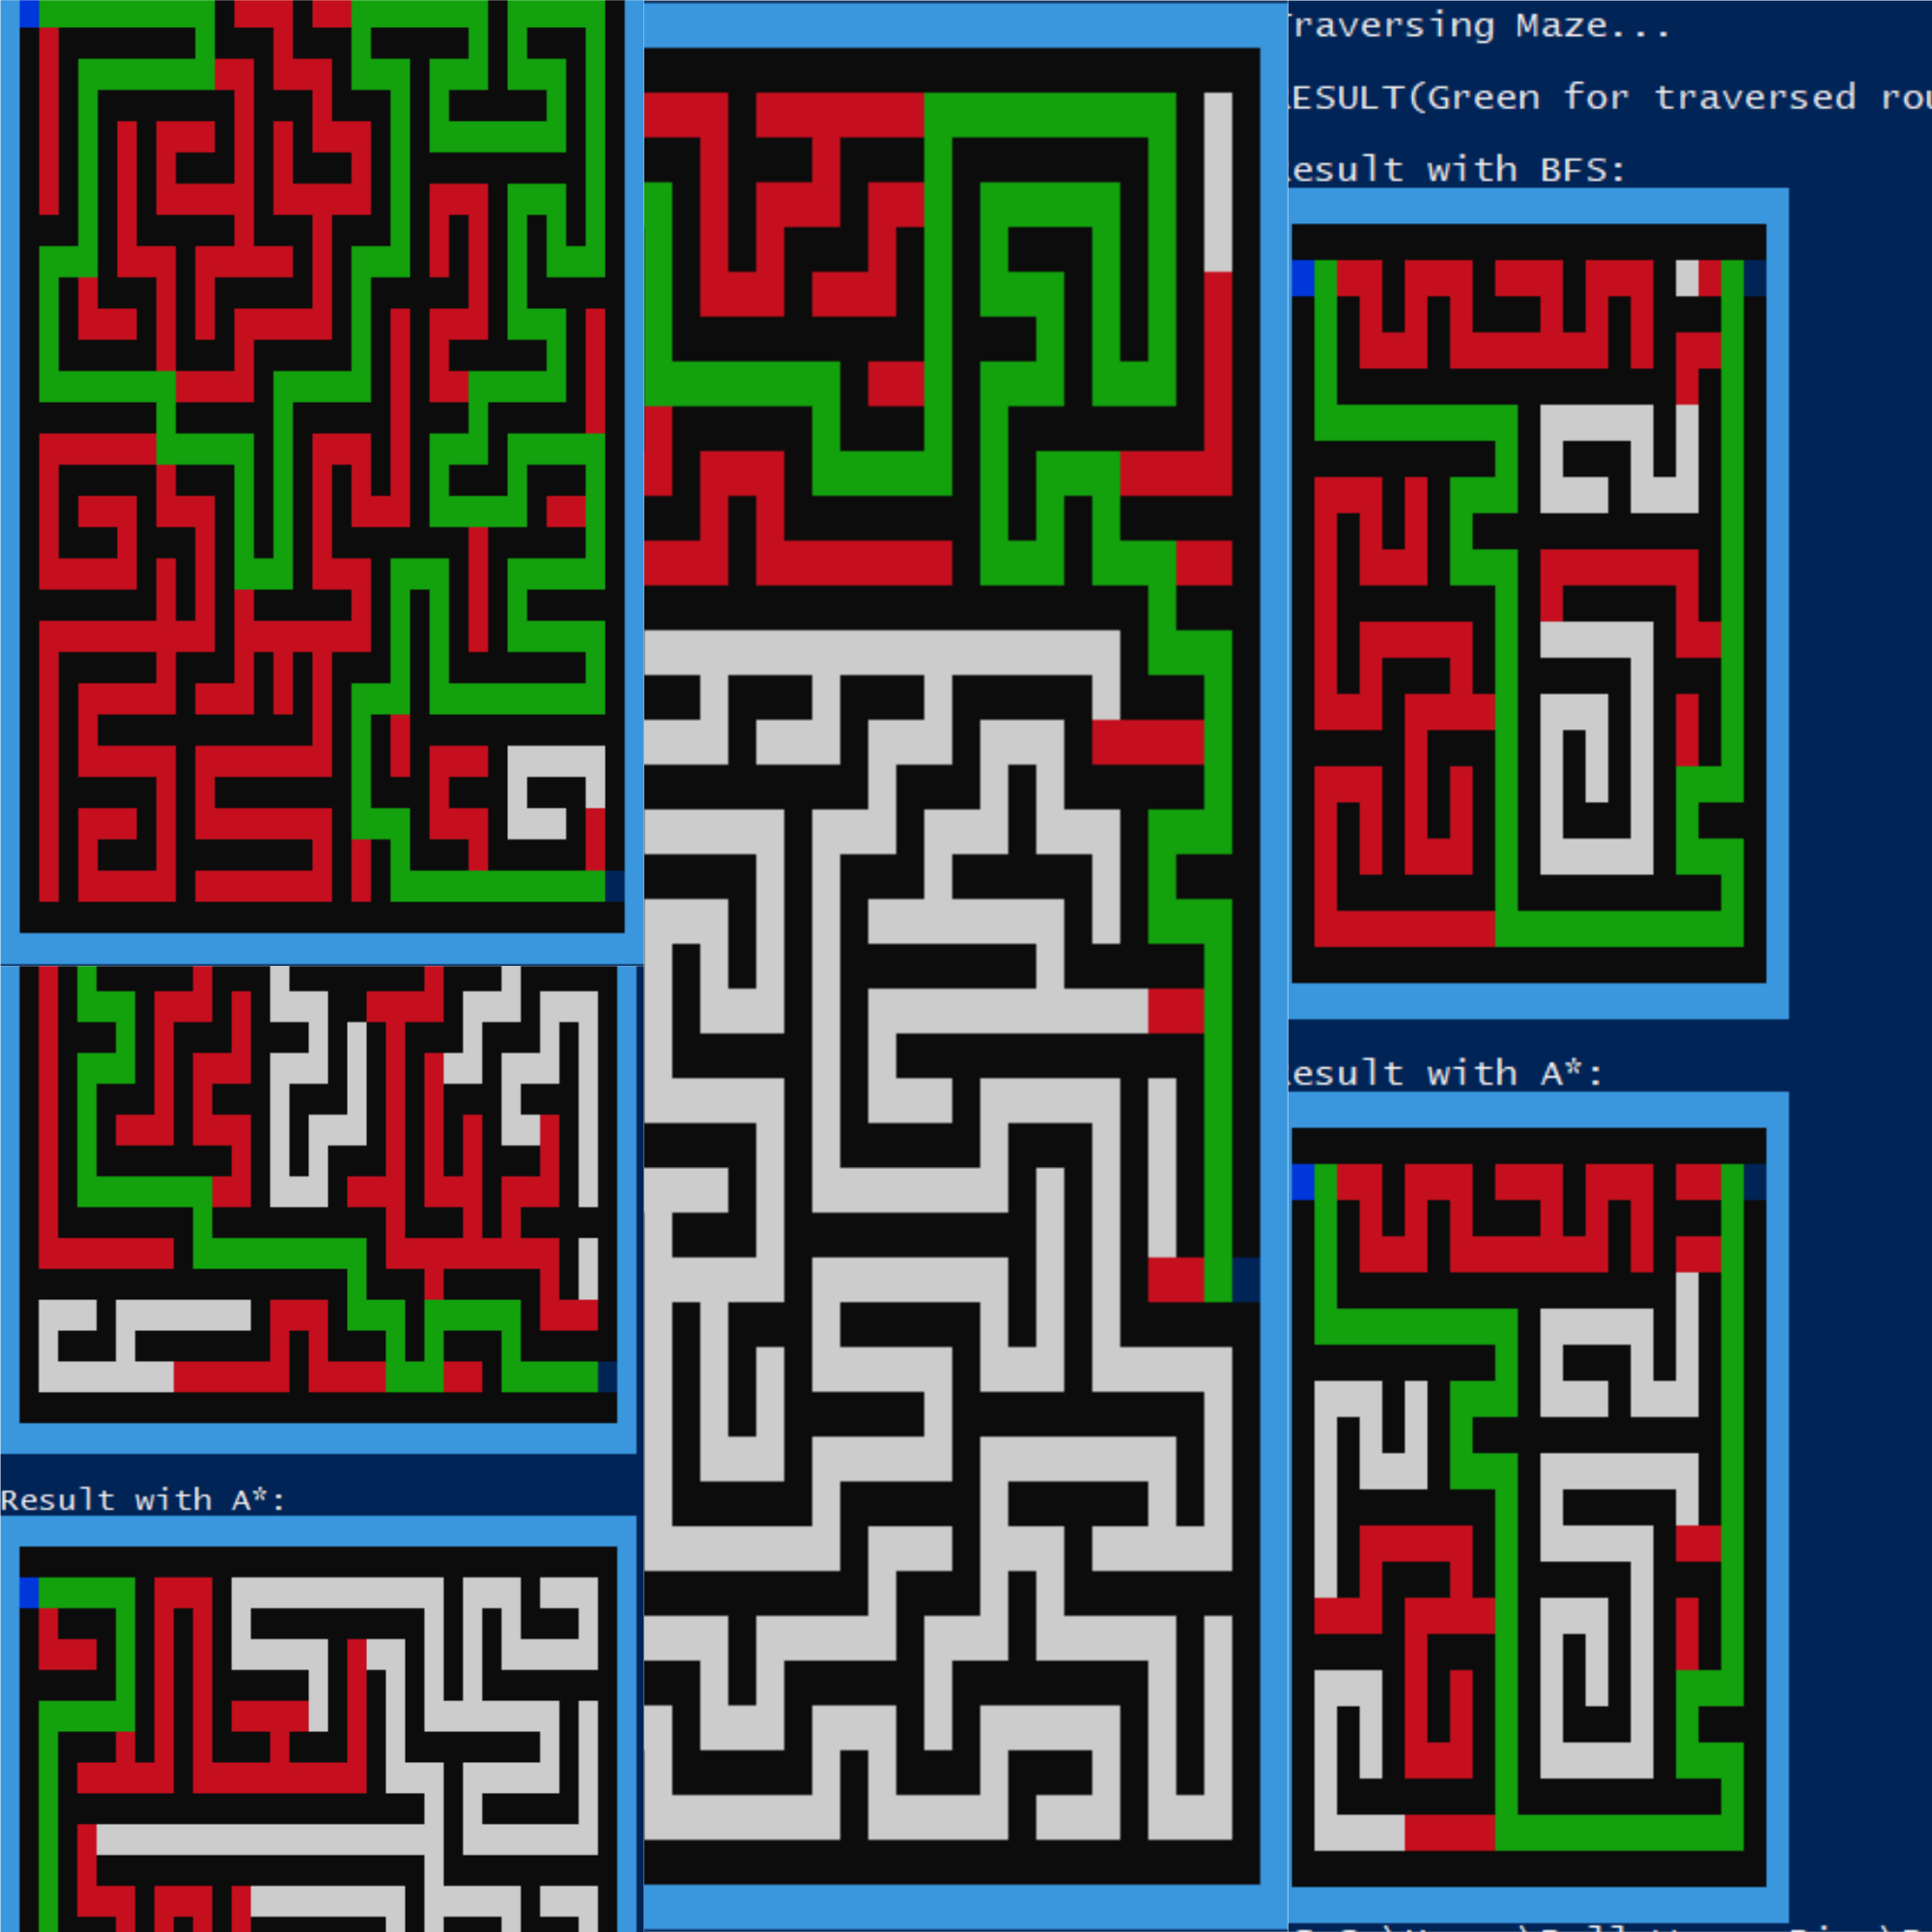 raversing Maze...
ESULT(Green for traversed rou
esult with BFS:
esult with A*:
Result with A*: